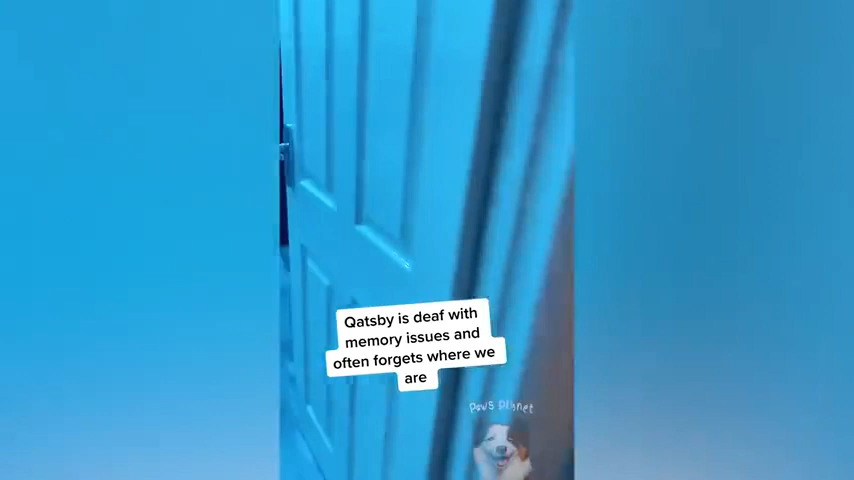 Qatsby is deaf with
memory issues and
often forgets where we
are
paws planet